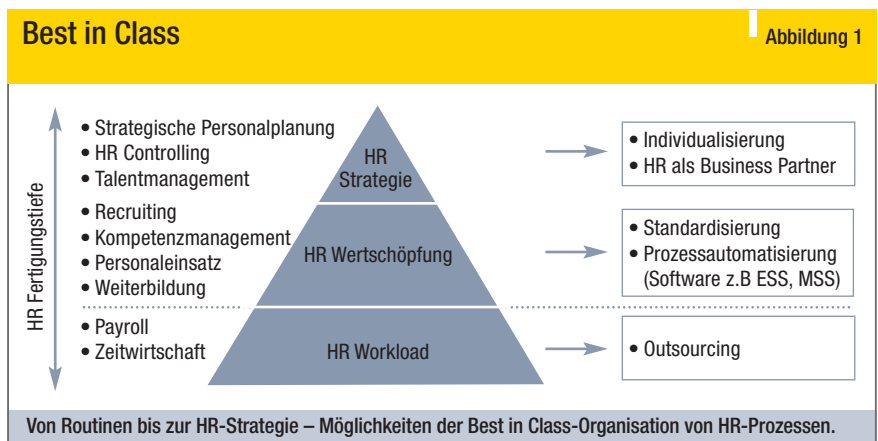 Best in Class
Abbildung 1
HR Fertigungstiefe
• Strategische Personalplanung
• HR Controlling
• Talentmanagement
• Recruiting
• Kompetenzmanagement
• Personaleinsatz
• Weiterbildung
• Payroll
• Zeitwirtschaft
HR
Strategie
HR Wertschöpfung
HR Workload
• Individualisierung
• HR als Business Partner
• Standardisierung
• Prozessautomatisierung
(Software z.B ESS, MSS)
• Outsourcing
Von Routinen bis zur HR-Strategie – Möglichkeiten der Best in Class-Organisation von HR-Prozessen.